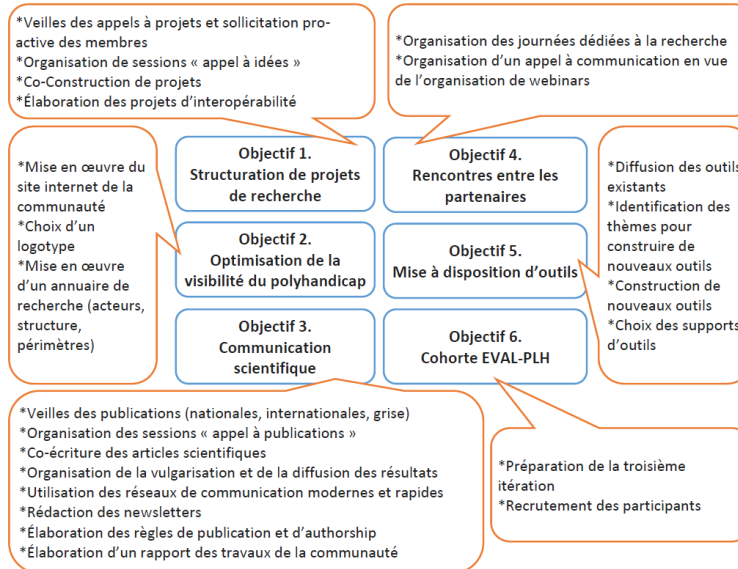 *Veilles des appels à projets et sollicitation pro-
active des membres
*Organisation de sessions « appel à idées »
*Co-Construction de projets
*Élaboration des projets d’interopérabilité
*Organisation des journées dédiées à la recherche
*Organisation d’un appel à communication en vue
de l’organisation de webinars
*Mise en œuvre du
site internet de la
communauté
*Choix d’un
logotype
*Mise en œuvre
d’un annuaire de
recherche (acteurs,
structure,
périmètres)
Objectif 1.
Structuration de projets
de recherche
Objectif 4.
Rencontres entre les
partenaires
Objectif 2.
Optimisation de la
visibilité du polyhandicap
Objectif 5.
Mise à disposition d’outils
Objectif 3.
Communication
scientifique
Objectif 6.
Cohorte EVAL-PLH
*Diffusion des outils
existants
*Identification des
thèmes pour
construire de
nouveaux outils
*Construction de
nouveaux outils
*Choix des supports
d’outils
*Veilles des publications (nationales, internationales, grise)
*Organisation des sessions « appel à publications »
*Co-écriture des articles scientifiques
*Organisation de la vulgarisation et de la diffusion des résultats
*Utilisation des réseaux de communication modernes et rapides
*Rédaction des newsletters
*Élaboration des règles de publication et d’authorship
*Élaboration d’un rapport des travaux de la communauté
*Préparation de la troisième
itération
*Recrutement des participants